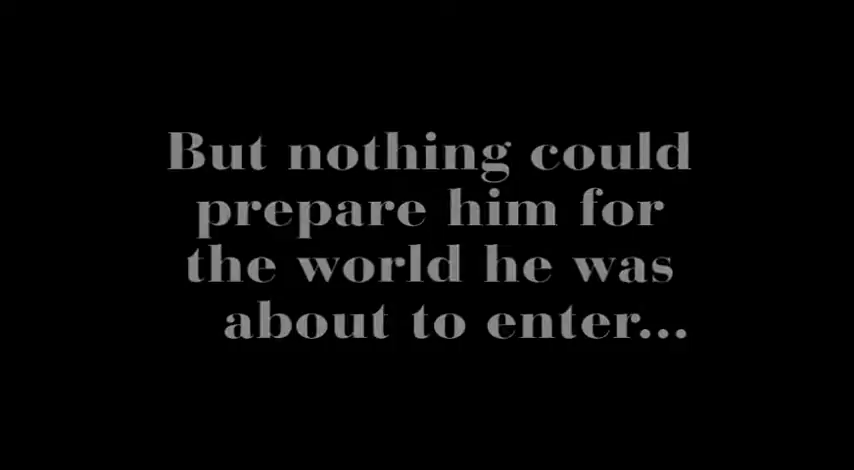 But nothing could
prepare him for
the world he was
about to enter...